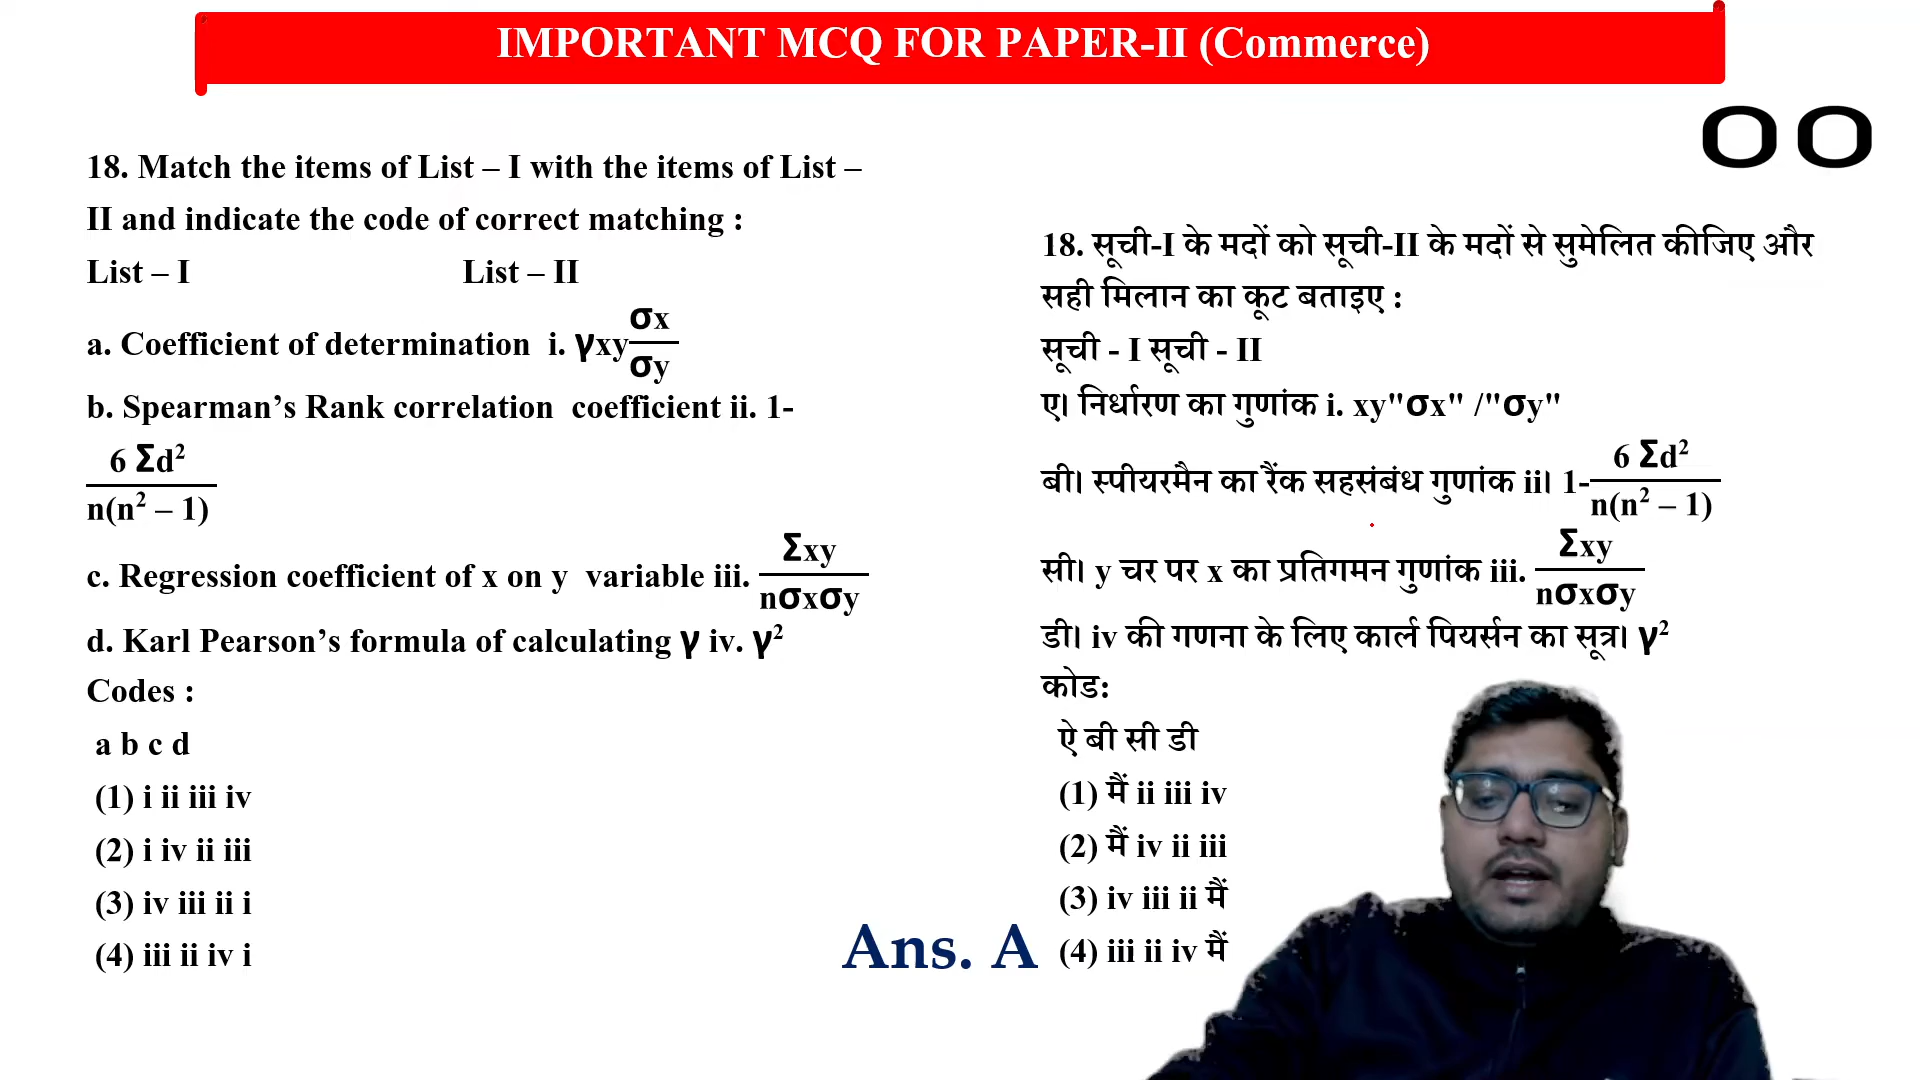 IMPORTANT MCQ FOR PAPER-II (Commerce)
00
18. Match the items of List – I with the items of List –
II and indicate the code of correct matching :
List – I List – II
a. Coefficient of determination i. γxy σx/σy
b. Spearman’s Rank correlation coefficient ii. 1-
6 Σd²/n(n² – 1)
c. Regression coefficient of x on y variable iii. Σxy/nσxσy
d. Karl Pearson’s formula of calculating γ iv. γ²
Codes :
a b c d
(1) i ii iii iv
(2) i iv ii iii
(3) iv iii ii i
(4) iii ii iv i
18. सूची-I के मदों को सूची-II के मदों से सुमेलित कीजिए और
सही मिलान का कूट बताइए :
सूची - I सूची - II
ए। निर्धारण का गुणांक i. xy"σx" /"σy"
बी। स्पीयरमैन का रैंक सहसंबंध गुणांक ii। 1- 6 Σd²/n(n² – 1)
सी। y चर पर x का प्रतिगमन गुणांक iii. Σxy/nσxσy
डी। iv की गणना के लिए कार्ल पियर्सन का सूत्र। γ²
कोड:
ऐ बी सी डी
(1) मैं ii iii iv
(2) मैं iv ii iii
(3) iv iii ii मैं
(4) iii ii iv मैं
Ans. A